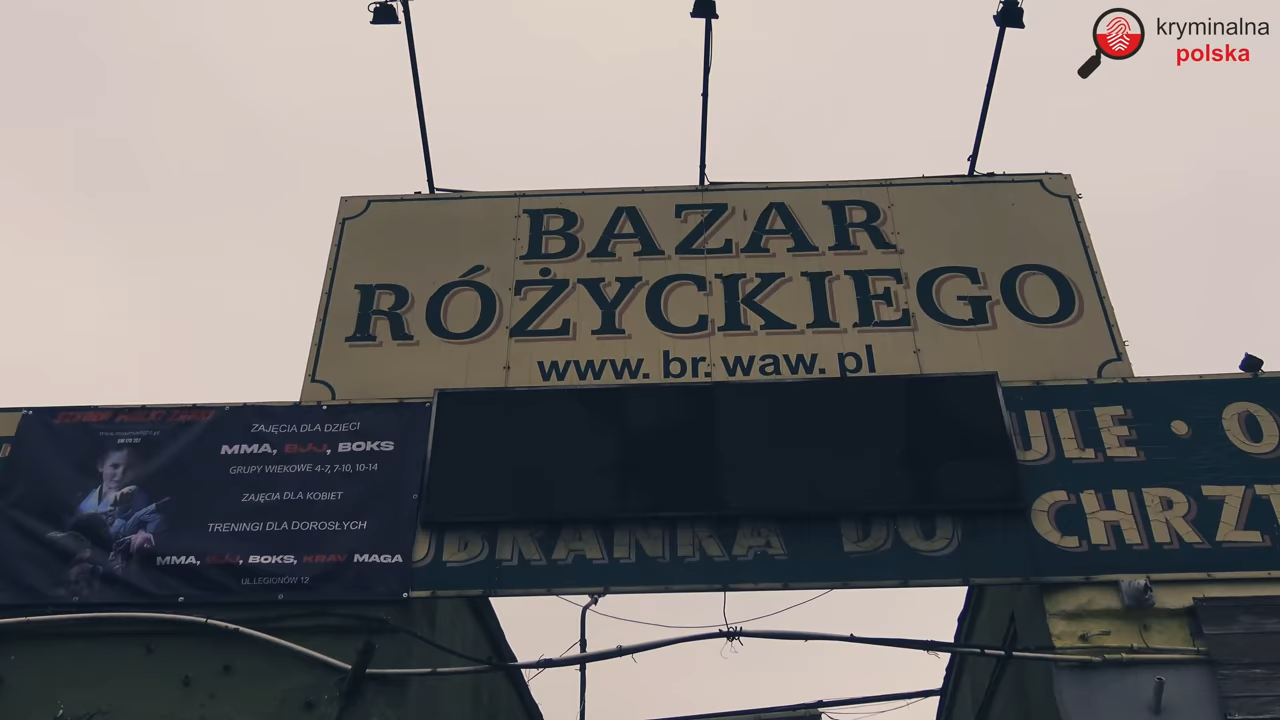 kryminalna
polska
BAZAR
RÓŻYCKIEGO
www. br. waw. pl
ZAJĘCIA DLA DZIECI
MMA, BJJ, BOKS
GRUPY WIEKOWE 4-7, 7-10, 10-14
ZAJĘCIA DLA KOBIET
TRENINGI DLA DOROSŁYCH
MMA, BJJ, BOKS, KRAV MAGA
UL.LEGIONÓW 12
ULE · O
UBRANKA DO CHRZT